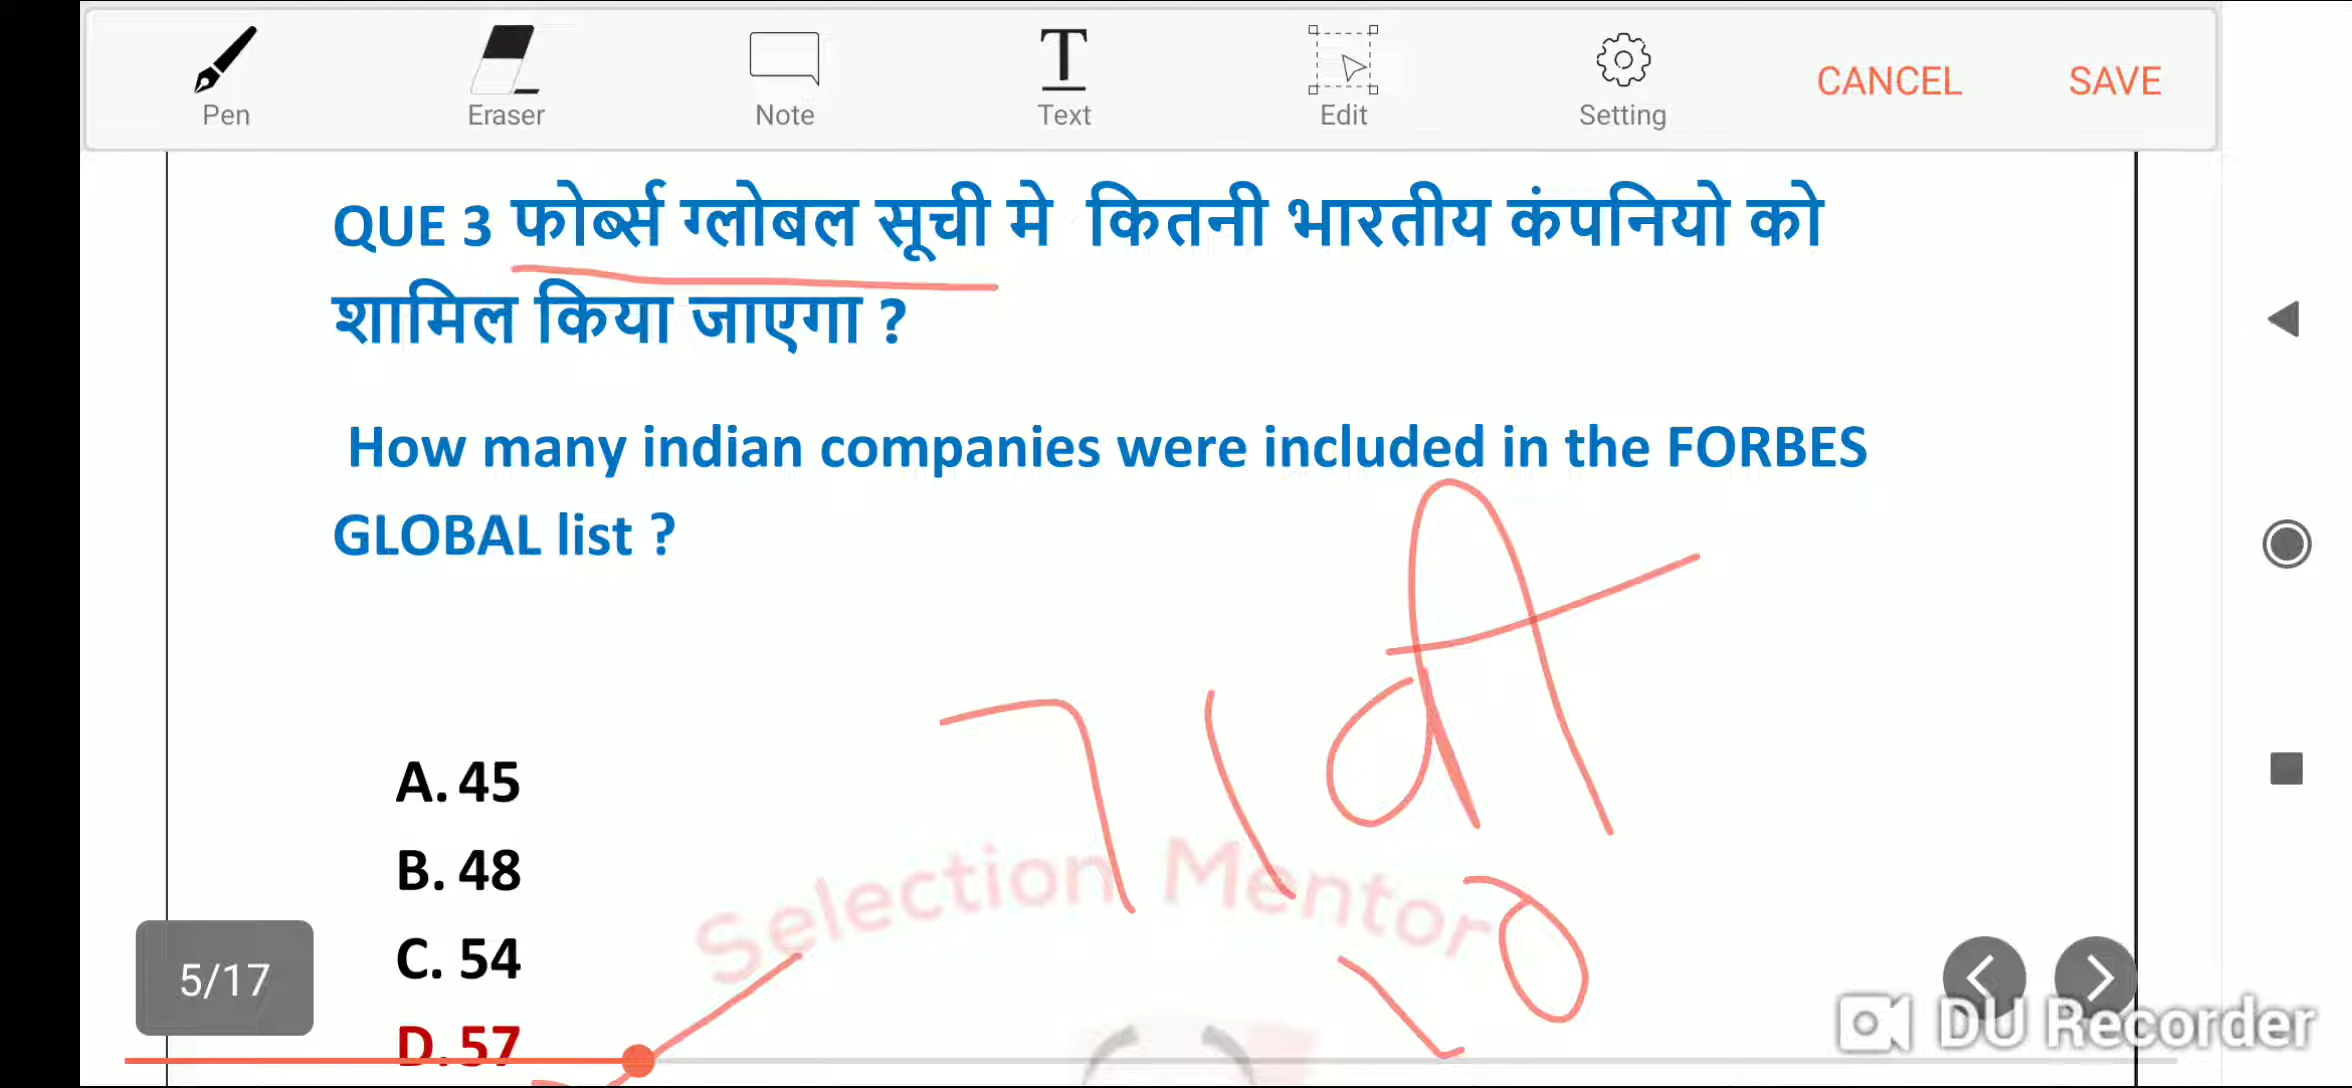 Pen Eraser Note Text Edit Setting CANCEL SAVE
QUE 3 फोर्ब्स ग्लोबल सूची मे कितनी भारतीय कंपनियो को
शामिल किया जाएगा ?
How many indian companies were included in the FORBES
GLOBAL list ?
A. 45
B. 48
C. 54
D. 57
Selection Mentor
5/17
DU Recorder